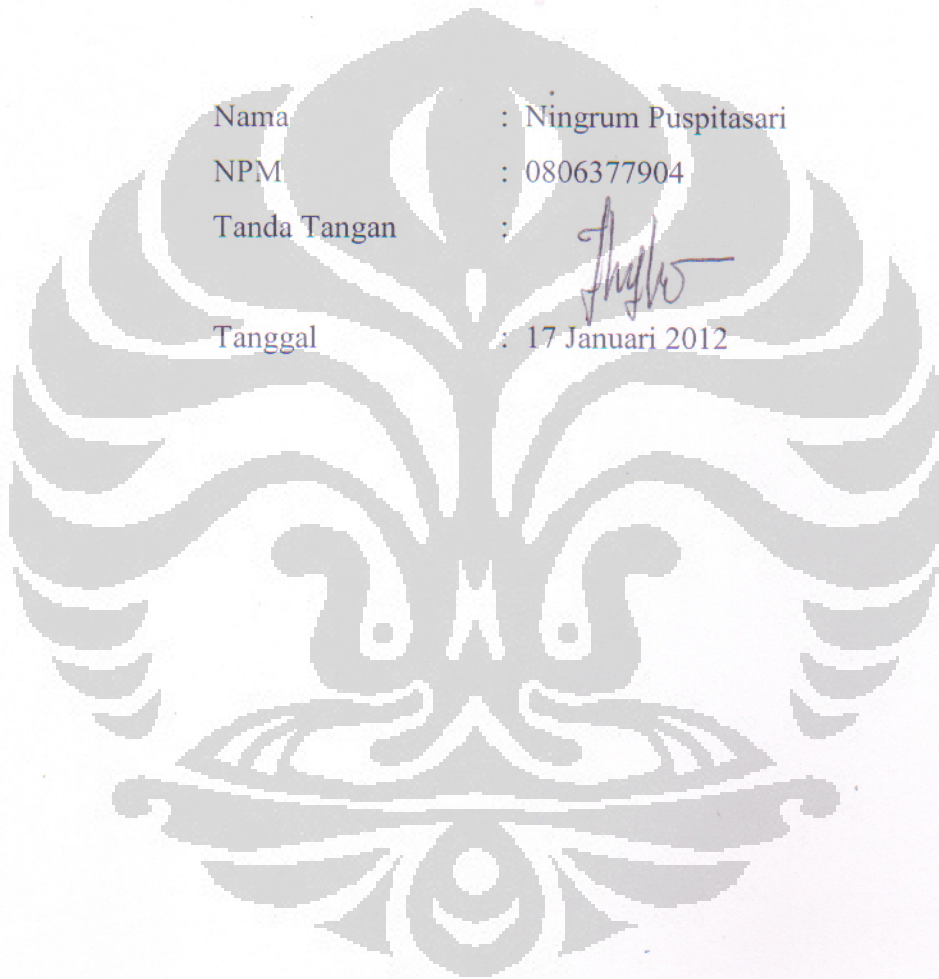 Nama : Ningrum Puspitasari
NPM : 0806377904
Tanda Tangan :
Tanggal : 17 Januari 2012